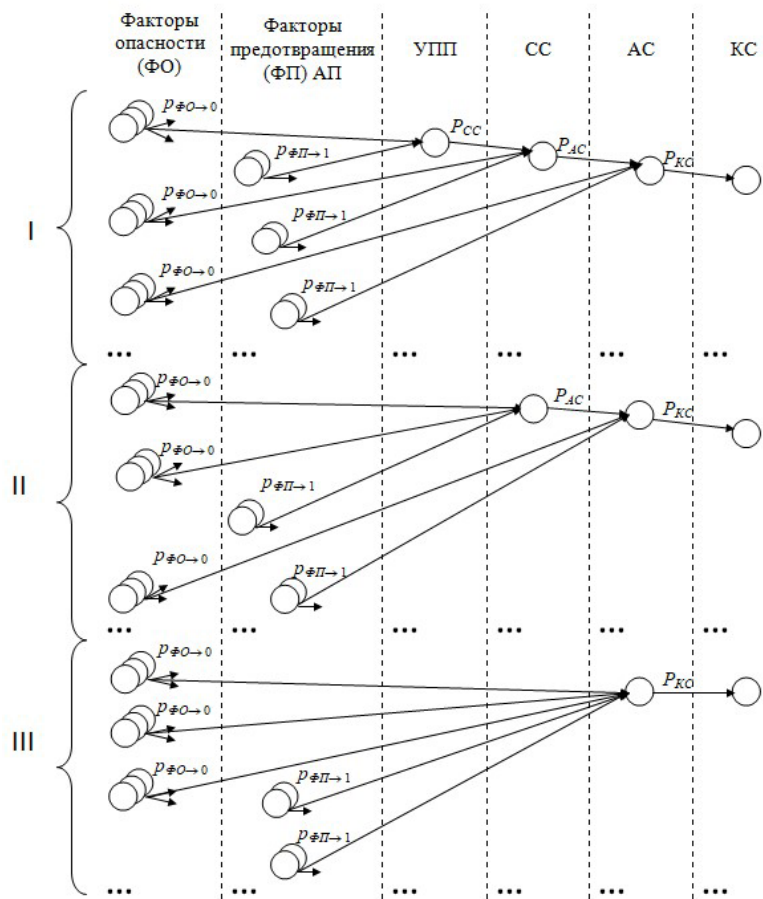 Факторы опасности (ФО)
Факторы предотвращения (ФП) АП
УПП
СС
АС
КС
I
pФО→0
PСС
PАС
PКС
pФП→1
pФО→0
pФП→1
pФО→0
pФП→1
... ... ... ... ... ...
II
pФО→0
PАС
PКС
pФО→0
pФП→1
pФО→0
pФП→1
... ... ... ... ... ...
III
pФО→0
PКС
pФО→0
pФО→0
pФП→1
pФП→1
... ... ... ... ... ...